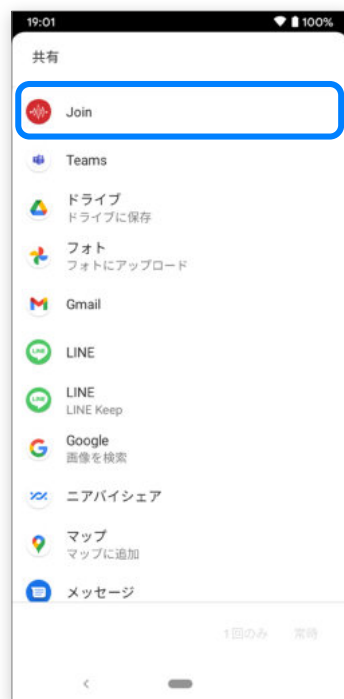 19:01
100%
共有
Join
Teams
ドライブ
ドライブに保存
フォト
フォトにアップロード
Gmail
LINE
LINE
LINE
LINE
LINE Keep
Google
画像を検索
ニアバイシェア
マップ
マップに追加
メッセージ
1回のみ 常時